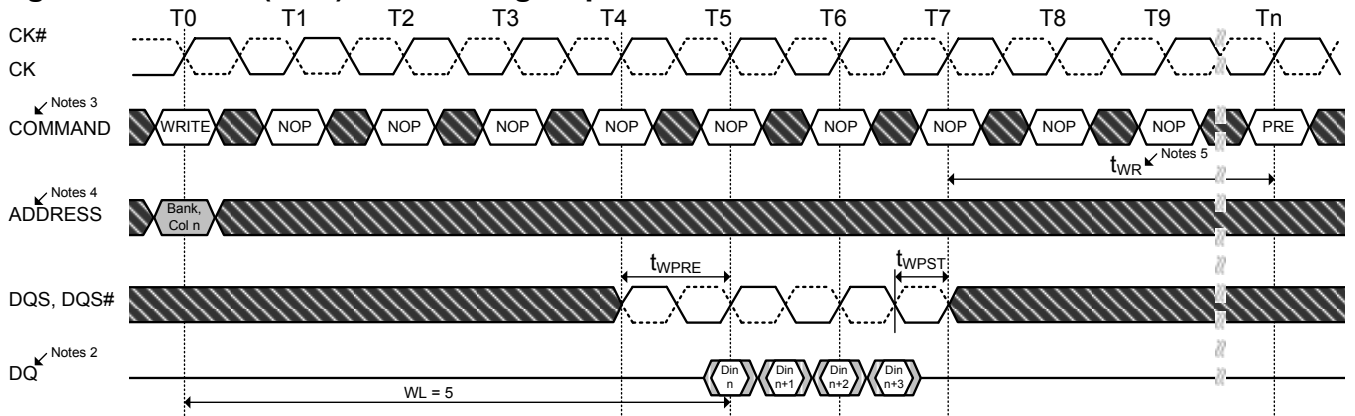 T0 T1 T2 T3 T4 T5 T6 T7 T8 T9 Tn
CK#
CK
Notes 3
COMMAND WRITE NOP NOP NOP NOP NOP NOP NOP NOP NOP PRE
tWR Notes 5
Notes 4
ADDRESS
Bank,
Col n
tWPRE tWPST
DQS, DQS#
Notes 2
DQ
Din
n
Din
n+1
Din
n+2
Din
n+3
WL = 5